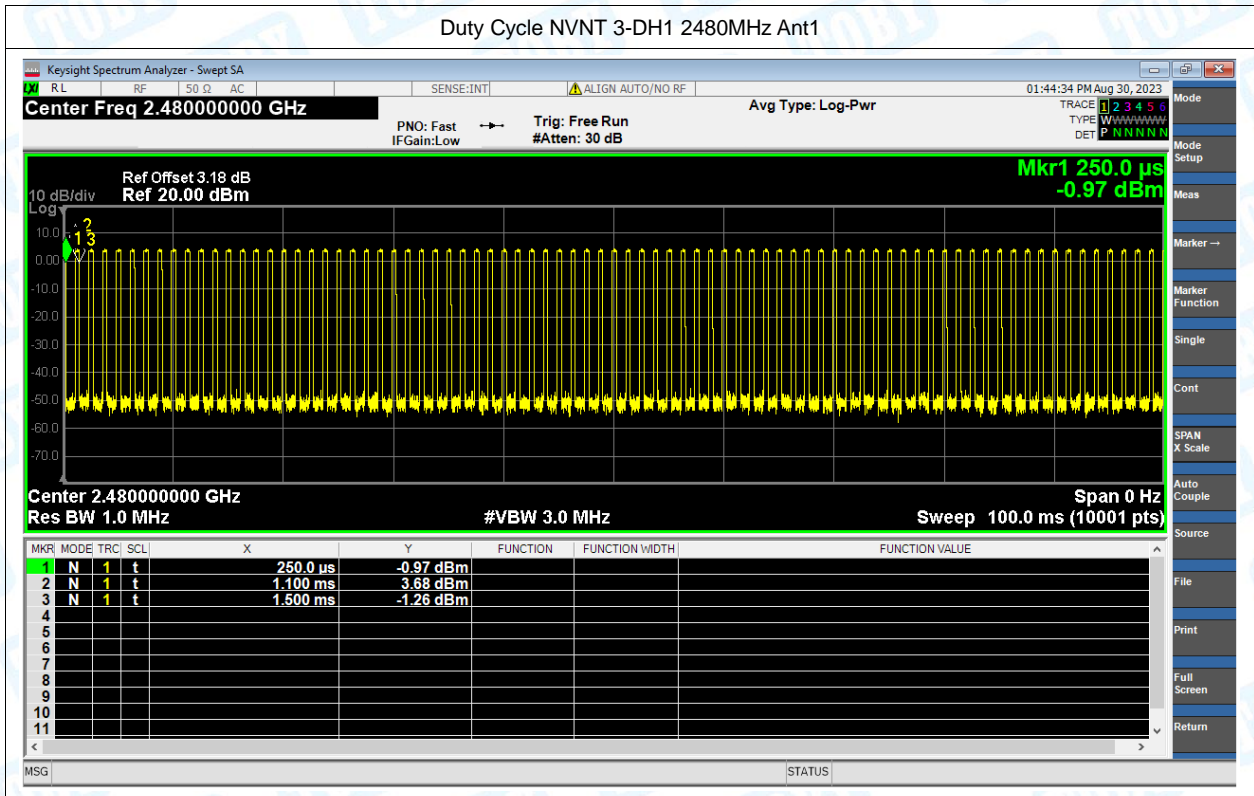 Duty Cycle NVNT 3-DH1 2480MHz Ant1
Keysight Spectrum Analyzer - Swept SA
LXI RL RF 50 Ω AC SENSE:INT ALIGN AUTO/NO RF 01:44:34 PM Aug 30, 2023
Center Freq 2.480000000 GHz
PNO: Fast
IFGain:Low
Trig: Free Run
#Atten: 30 dB
Avg Type: Log-Pwr
TRACE 1 2 3 4 5 6
TYPE WWWWWWW
DET P N N N N N
Mkr1 250.0 µs
-0.97 dBm
Ref Offset 3.18 dB
10 dB/div Ref 20.00 dBm
Log
10.0
0.00
-10.0
-20.0
-30.0
-40.0
-50.0
-60.0
-70.0
2
1 3
Center 2.480000000 GHz Span 0 Hz
Res BW 1.0 MHz #VBW 3.0 MHz Sweep 100.0 ms (10001 pts)
MKR MODE TRC SCL X Y FUNCTION FUNCTION WIDTH FUNCTION VALUE
1 N 1 t 250.0 µs -0.97 dBm
2 N 1 t 1.100 ms 3.68 dBm
3 N 1 t 1.500 ms -1.26 dBm
4
5
6
7
8
9
10
11
MSG STATUS
Mode
Mode Setup
Meas
Marker →
Marker Function
Single
Cont
SPAN X Scale
Auto Couple
Source
File
Print
Full Screen
Return
TOBY